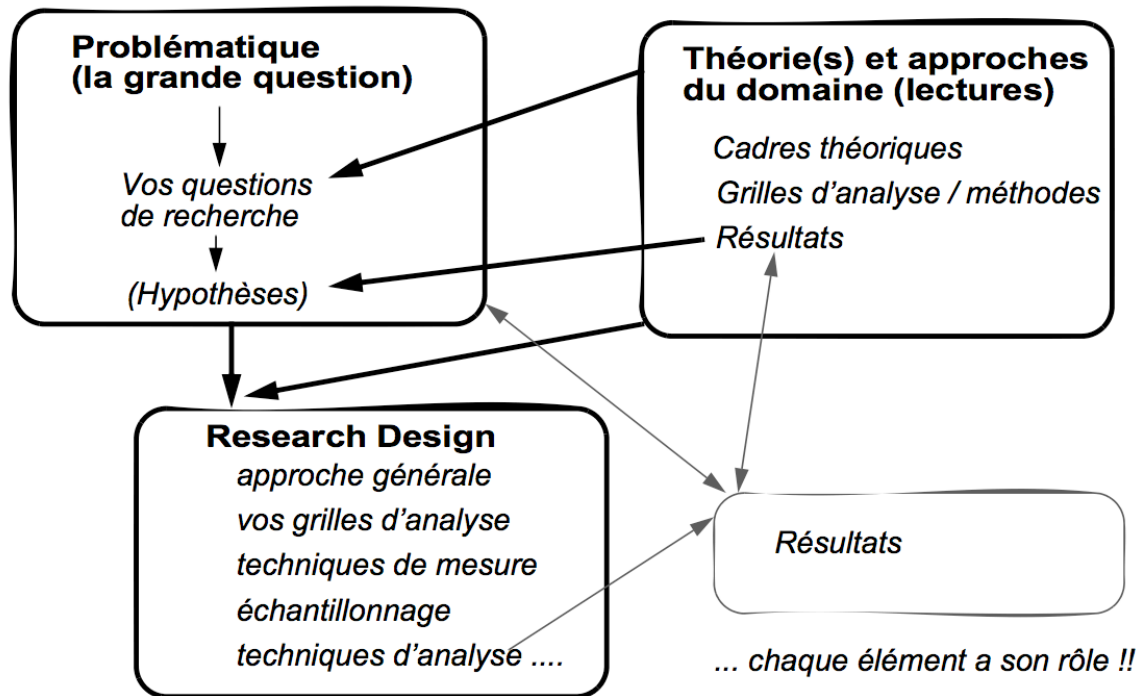 Problématique
(la grande question)
Vos questions
de recherche
(Hypothèses)
Théorie(s) et approches
du domaine (lectures)
Cadres théoriques
Grilles d'analyse / méthodes
Résultats
Research Design
approche générale
vos grilles d'analyse
techniques de mesure
échantillonnage
techniques d'analyse ....
Résultats
... chaque élément a son rôle !!